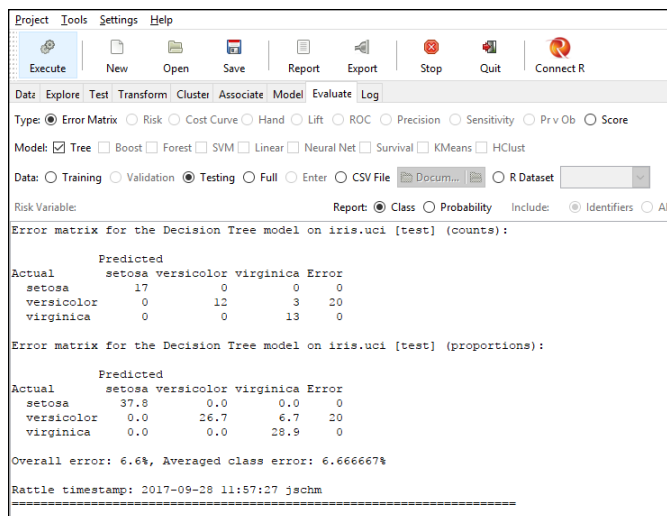 Project Tools Settings Help
Execute New Open Save Report Export Stop Quit Connect R
Data Explore Test Transform Cluster Associate Model Evaluate Log
Type: Error Matrix Risk Cost Curve Hand Lift ROC Precision Sensitivity Pr v Ob Score
Model: Tree Boost Forest SVM Linear Neural Net Survival KMeans HClust
Data: Training Validation Testing Full Enter CSV File Docum... R Dataset
Risk Variable: Report: Class Probability Include: Identifiers
Error matrix for the Decision Tree model on iris.uci [test] (counts):
Predicted
Actual setosa versicolor virginica Error
setosa 17 0 0 0
versicolor 0 12 3 20
virginica 0 0 13 0
Error matrix for the Decision Tree model on iris.uci [test] (proportions):
Predicted
Actual setosa versicolor virginica Error
setosa 37.8 0.0 0.0 0
versicolor 0.0 26.7 6.7 20
virginica 0.0 0.0 28.9 0
Overall error: 6.6%, Averaged class error: 6.666667%
Rattle timestamp: 2017-09-28 11:57:27 jschm